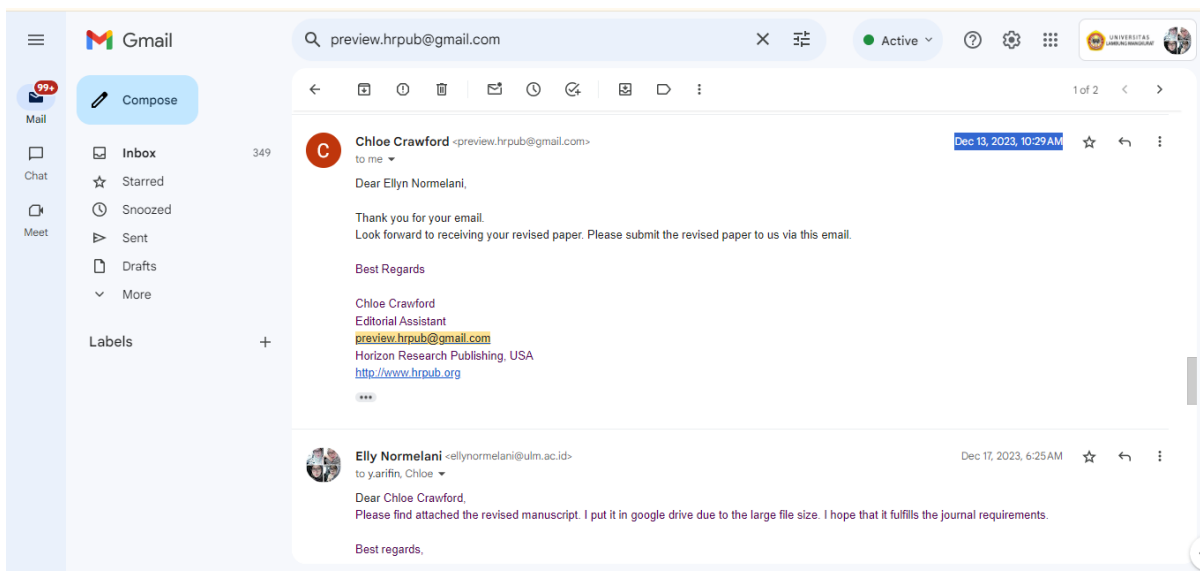 Gmail
preview.hrpub@gmail.com
Active
UNIVERSITAS
LAMBUNG MANGKURAT
99+
Mail
Chat
Meet
Compose
Inbox 349
Starred
Snoozed
Sent
Drafts
More
Labels
1 of 2
C
Chloe Crawford <preview.hrpub@gmail.com>
Dec 13, 2023, 10:29 AM
to me
Dear Ellyn Normelani,
Thank you for your email.
Look forward to receiving your revised paper. Please submit the revised paper to us via this email.
Best Regards
Chloe Crawford
Editorial Assistant
preview.hrpub@gmail.com
Horizon Research Publishing, USA
http://www.hrpub.org
Elly Normelani <ellynormelani@ulm.ac.id>
Dec 17, 2023, 6:25 AM
to y.arifin, Chloe
Dear Chloe Crawford,
Please find attached the revised manuscript. I put it in google drive due to the large file size. I hope that it fulfills the journal requirements.
Best regards,